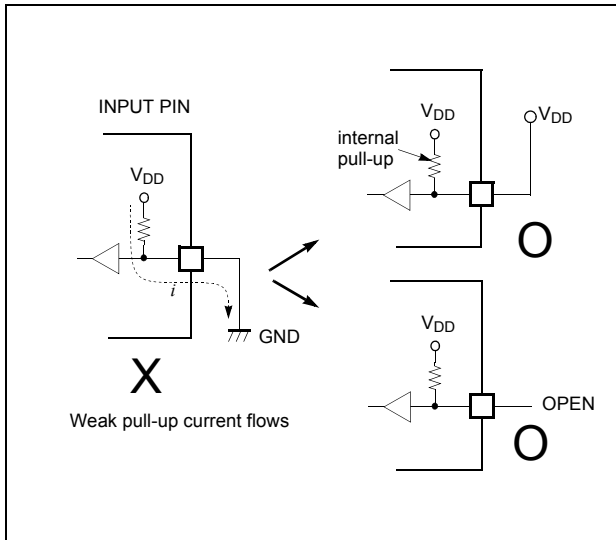 INPUT PIN
VDD
i
GND
X
Weak pull-up current flows
internal
pull-up
VDD
VDD
O
VDD
OPEN
O